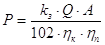 P = (k_з · Q · A) / (102 · η_к · η_п)